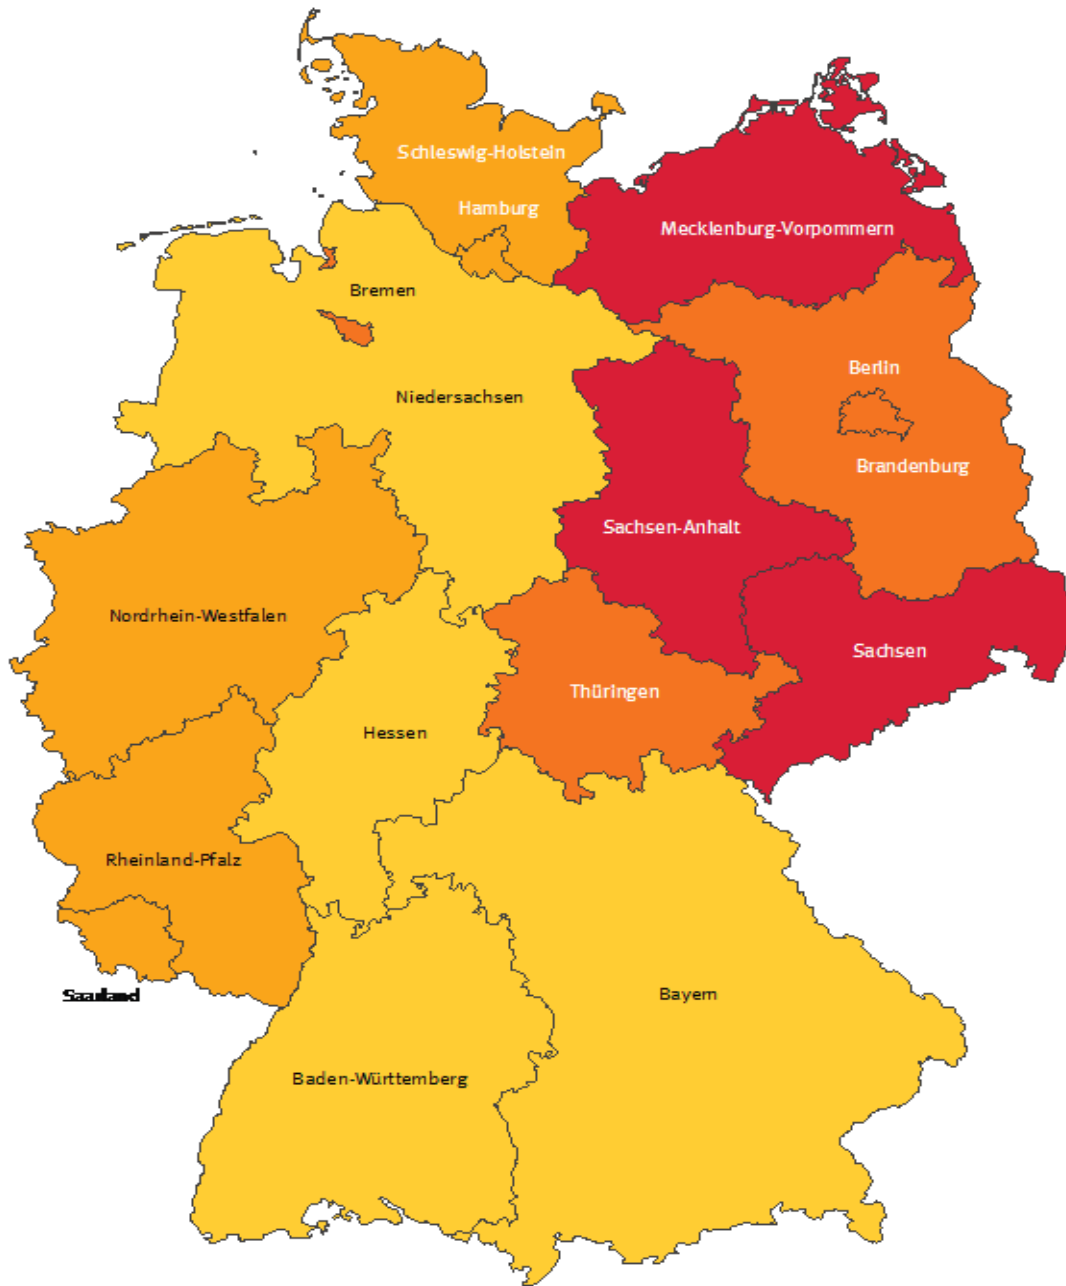 Schleswig-Holstein
Hamburg
Mecklenburg-Vorpommern
Bremen
Berlin
Niedersachsen
Brandenburg
Sachsen-Anhalt
Nordrhein-Westfalen
Sachsen
Thüringen
Hessen
Rheinland-Pfalz
Saarland
Bayern
Baden-Württemberg